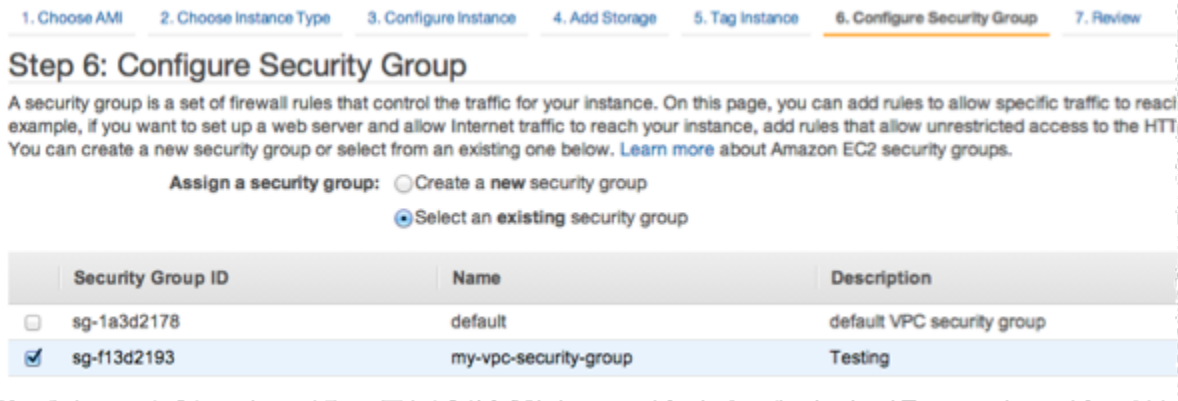 1. Choose AMI 2. Choose Instance Type 3. Configure Instance 4. Add Storage 5. Tag Instance 6. Configure Security Group 7. Review
Step 6: Configure Security Group
A security group is a set of firewall rules that control the traffic for your instance. On this page, you can add rules to allow specific traffic to
example, if you want to set up a web server and allow Internet traffic to reach your instance, add rules that allow unrestricted access to the
You can create a new security group or select from an existing one below. Learn more about Amazon EC2 security groups.
Assign a security group: Create a new security group
Select an existing security group
Security Group ID Name Description
sg-1a3d2178 default default VPC security group
sg-f13d2193 my-vpc-security-group Testing